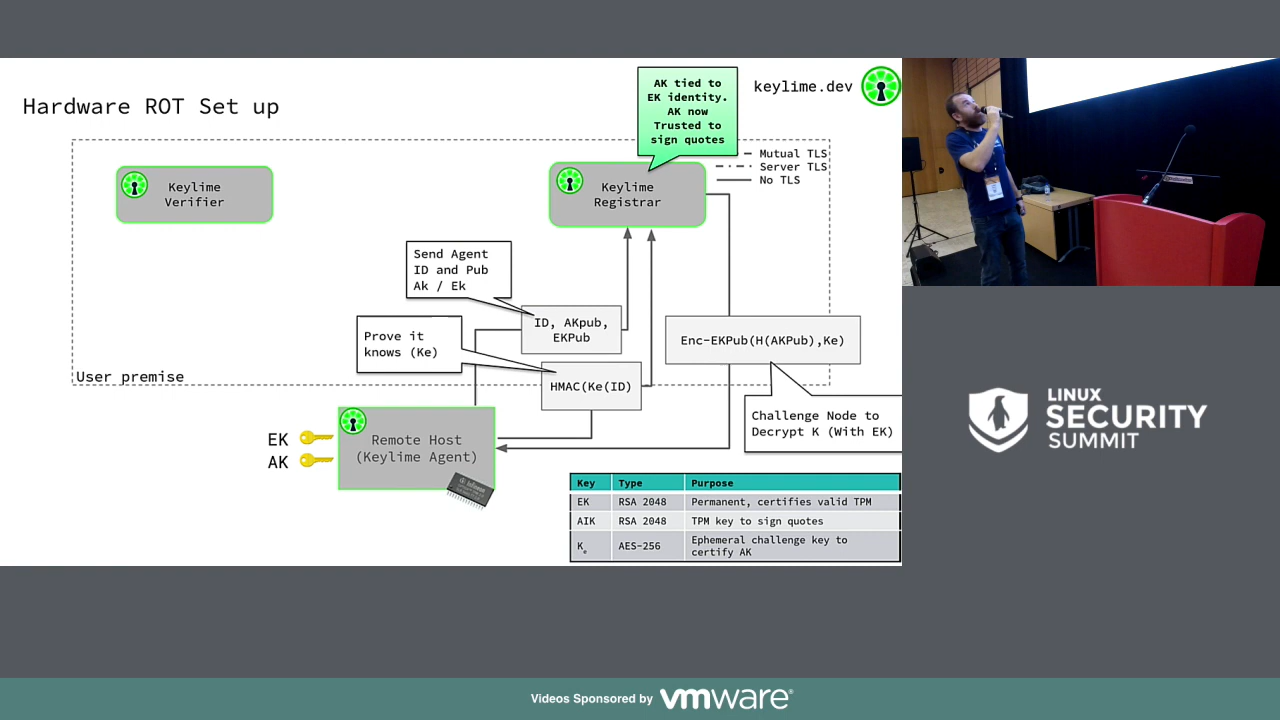 Hardware ROT Set up
AK tied to
EK identity.
AK now
Trusted to
sign quotes
keylime.dev
Mutual TLS
Server TLS
No TLS
Keylime
Verifier
Keylime
Registrar
Send Agent
ID and Pub
Ak / Ek
ID, AKpub,
EKPub
Prove it
knows (Ke)
HMAC(Ke(ID)
Enc-EKPub(H(AKPub),Ke)
User premise
Challenge Node to
Decrypt K (With EK)
EK
AK
Remote Host
(Keylime Agent)
Key Type Purpose
EK RSA 2048 Permanent, certifies valid TPM
AIK RSA 2048 TPM key to sign quotes
Ke AES-256 Ephemeral challenge key to
certify AK
LINUX
SECURITY
SUMMIT
Videos Sponsored by vmware®